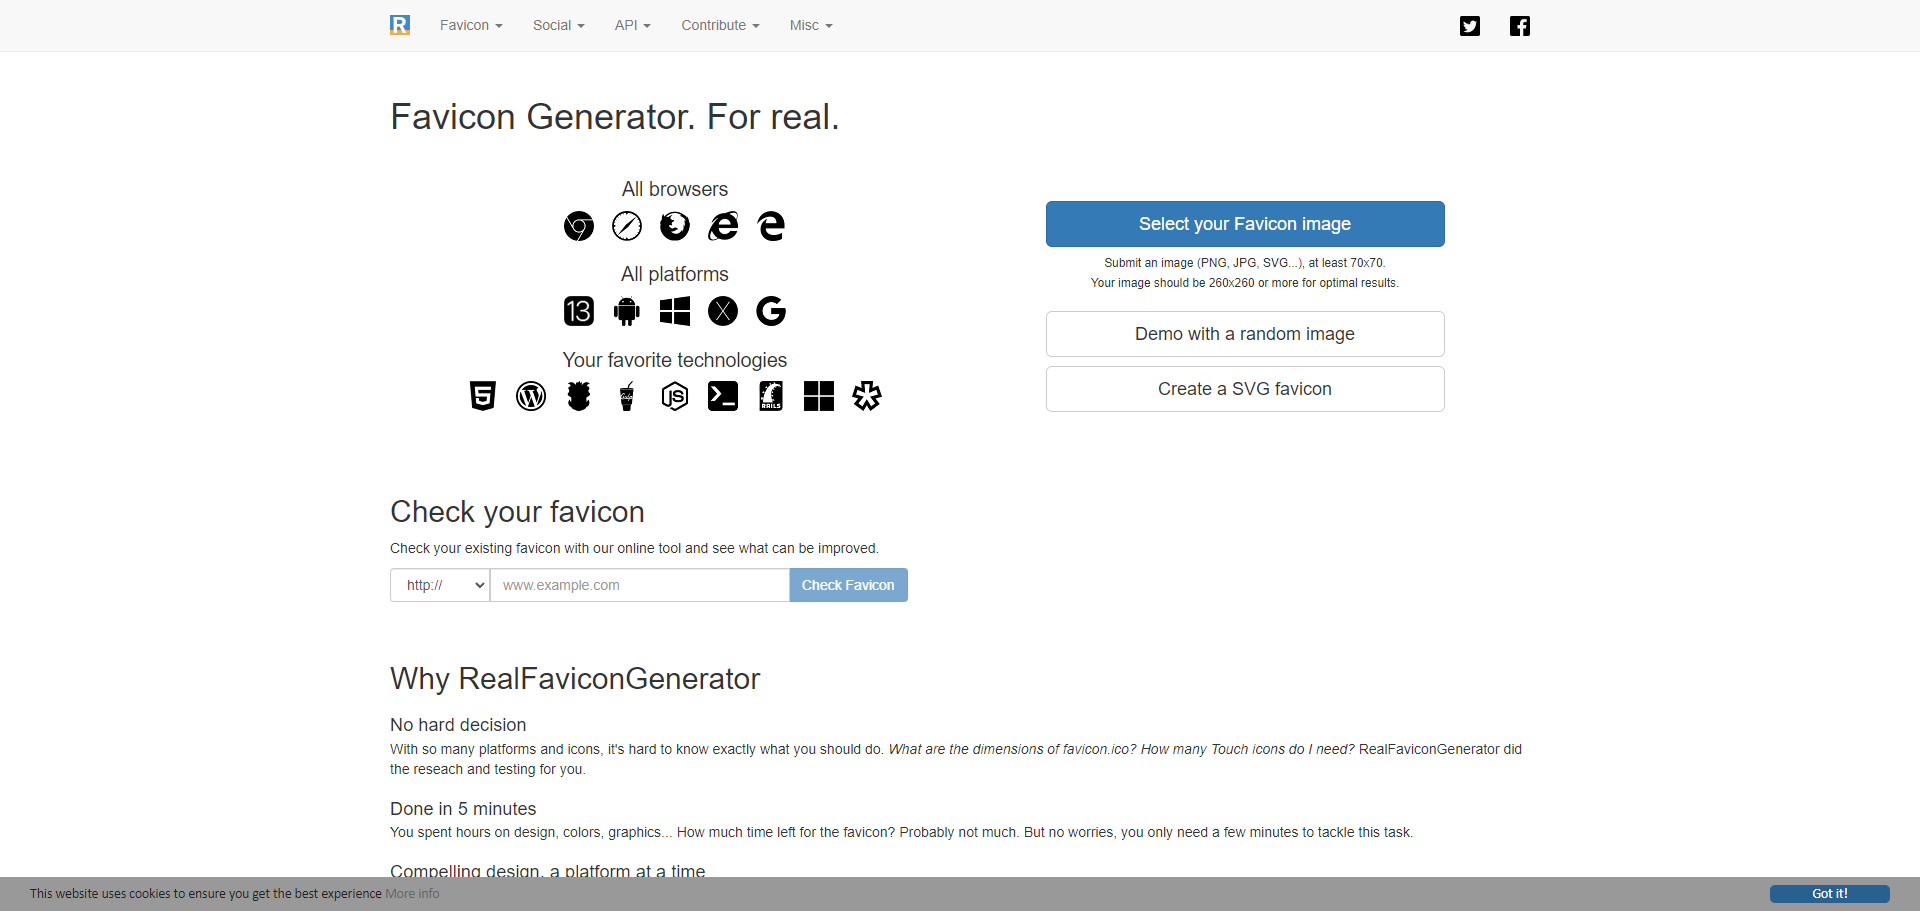 R
Favicon
Social
API
Contribute
Misc
Favicon Generator. For real.
All browsers
All platforms
13
X
G
Your favorite technologies
5
W
Gulp
JS
RAILS
Select your Favicon image
Submit an image (PNG, JPG, SVG...), at least 70x70.
Your image should be 260x260 or more for optimal results.
Demo with a random image
Create a SVG favicon
Check your favicon
Check your existing favicon with our online tool and see what can be improved.
http://
www.example.com
Check Favicon
Why RealFaviconGenerator
No hard decision
With so many platforms and icons, it's hard to know exactly what you should do. What are the dimensions of favicon.ico? How many Touch icons do I need? RealFaviconGenerator did
the reseach and testing for you.
Done in 5 minutes
You spent hours on design, colors, graphics... How much time left for the favicon? Probably not much. But no worries, you only need a few minutes to tackle this task.
Compelling design, a platform at a time
This website uses cookies to ensure you get the best experience More info
Got it!